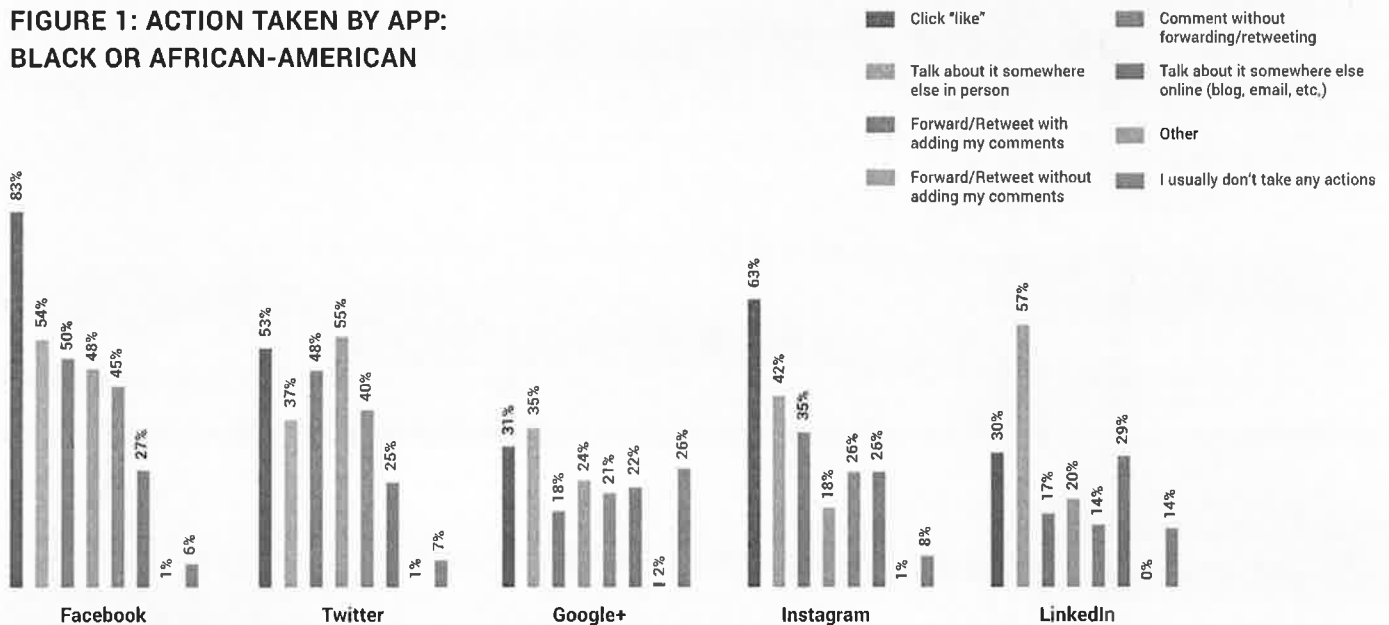 FIGURE 1: ACTION TAKEN BY APP:
BLACK OR AFRICAN-AMERICAN
Click "like"
Talk about it somewhere
else in person
Forward/Retweet with
adding my comments
Forward/Retweet without
adding my comments
Comment without
forwarding/retweeting
Talk about it somewhere else
online (blog, email, etc,)
Other
I usually don't take any actions
83%
54%
50%
48%
45%
27%
1%
6%
Facebook
53%
37%
48%
55%
40%
25%
1%
7%
Twitter
31%
35%
18%
24%
21%
22%
2%
26%
Google+
63%
42%
35%
18%
26%
26%
1%
8%
Instagram
30%
57%
17%
20%
14%
29%
0%
14%
LinkedIn